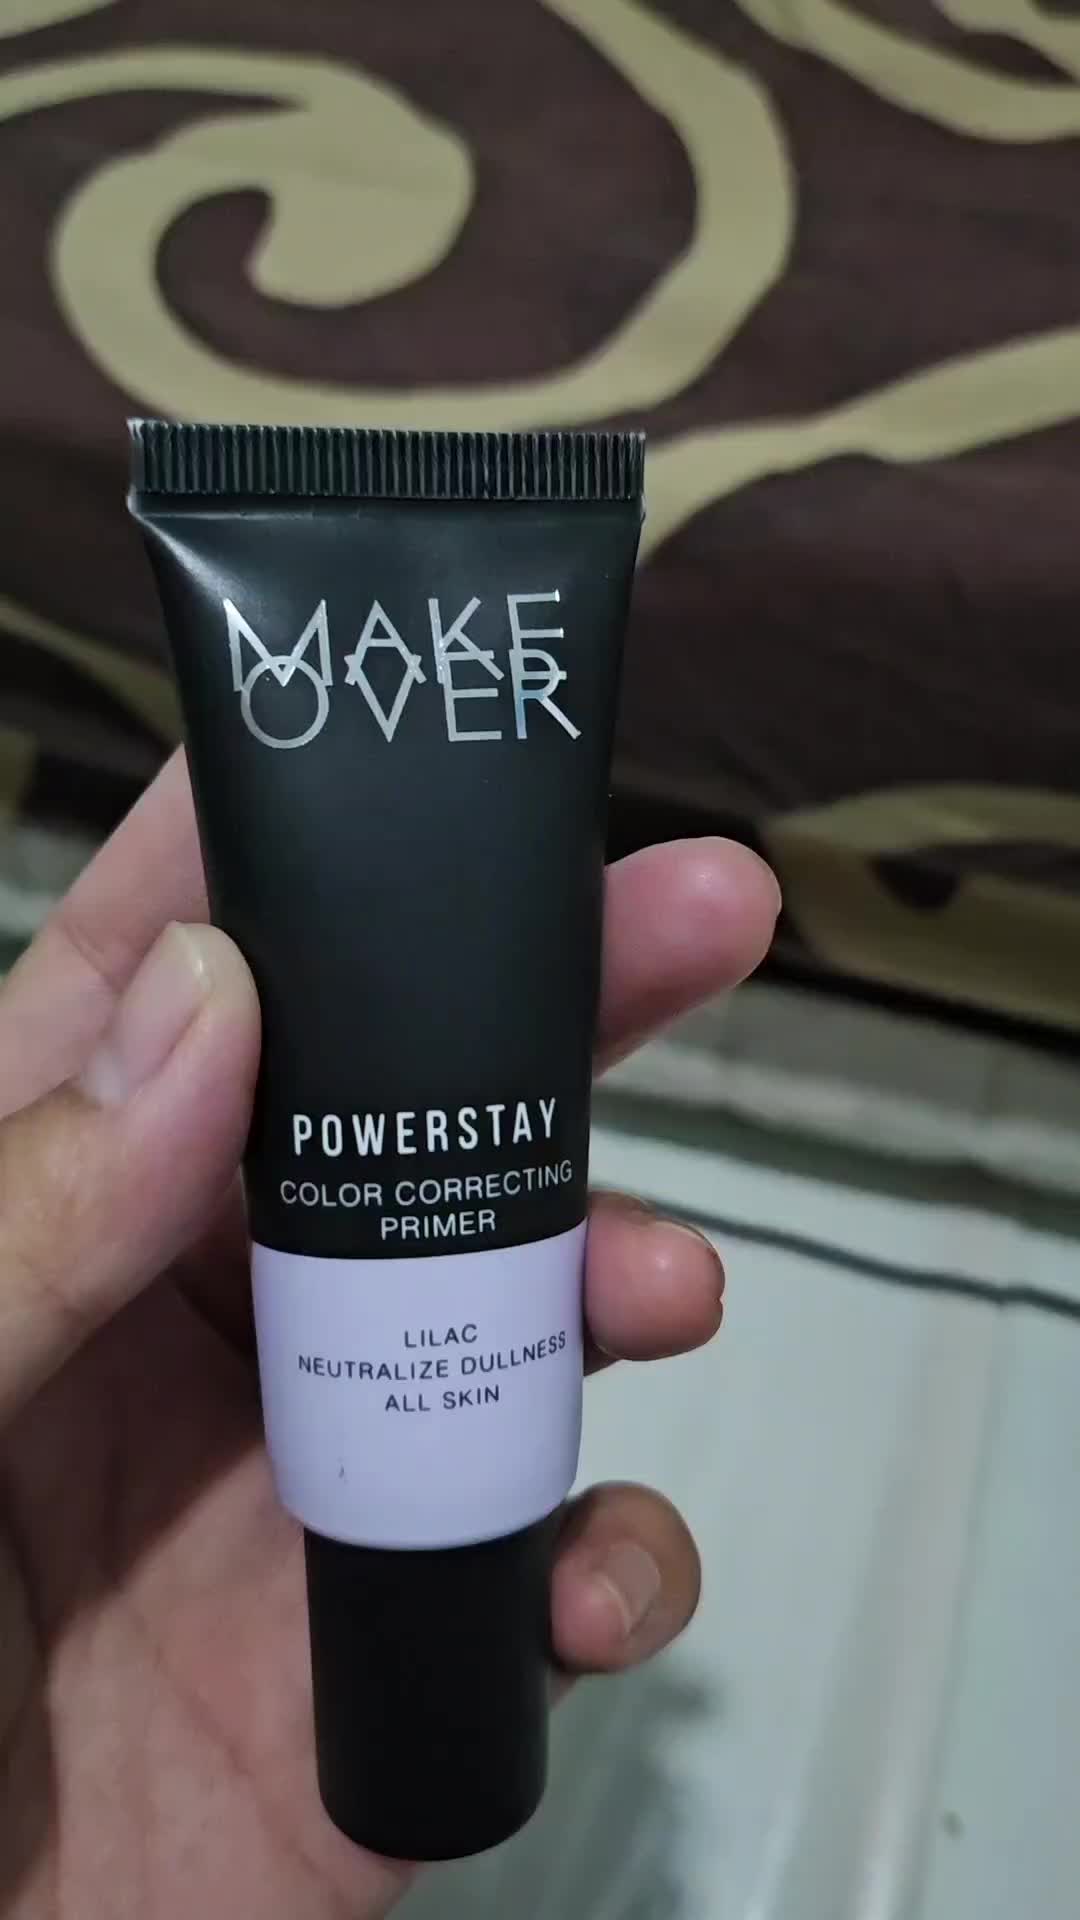 MAKE
OVER
POWERSTAY
COLOR CORRECTING
PRIMER
LILAC
NEUTRALIZE DULLNESS
ALL SKIN